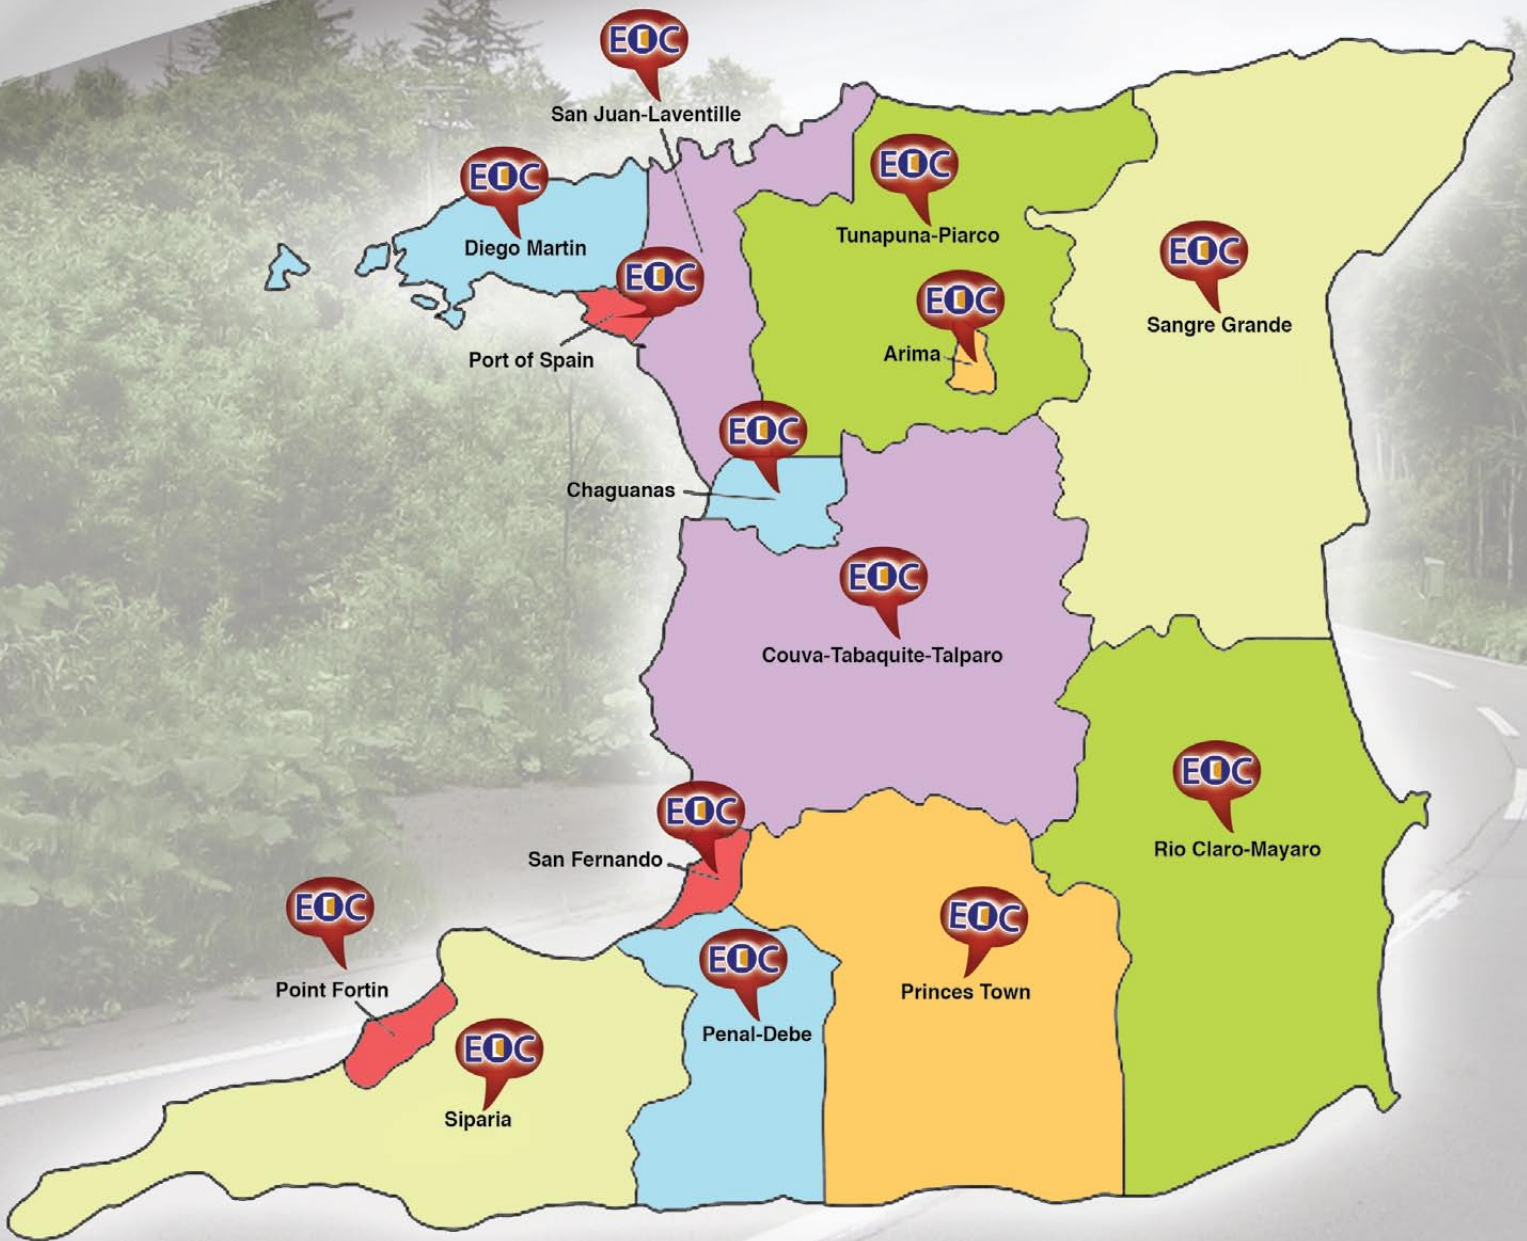 EOC
San Juan-Laventille
EOC
Diego Martin
EOC
Tunapuna-Piarco
EOC
Port of Spain
EOC
Arima
EOC
Sangre Grande
EOC
Chaguanas
EOC
Couva-Tabaquite-Talparo
EOC
San Fernando
EOC
Rio Claro-Mayaro
EOC
Point Fortin
EOC
Siparia
EOC
Penal-Debe
EOC
Princes Town